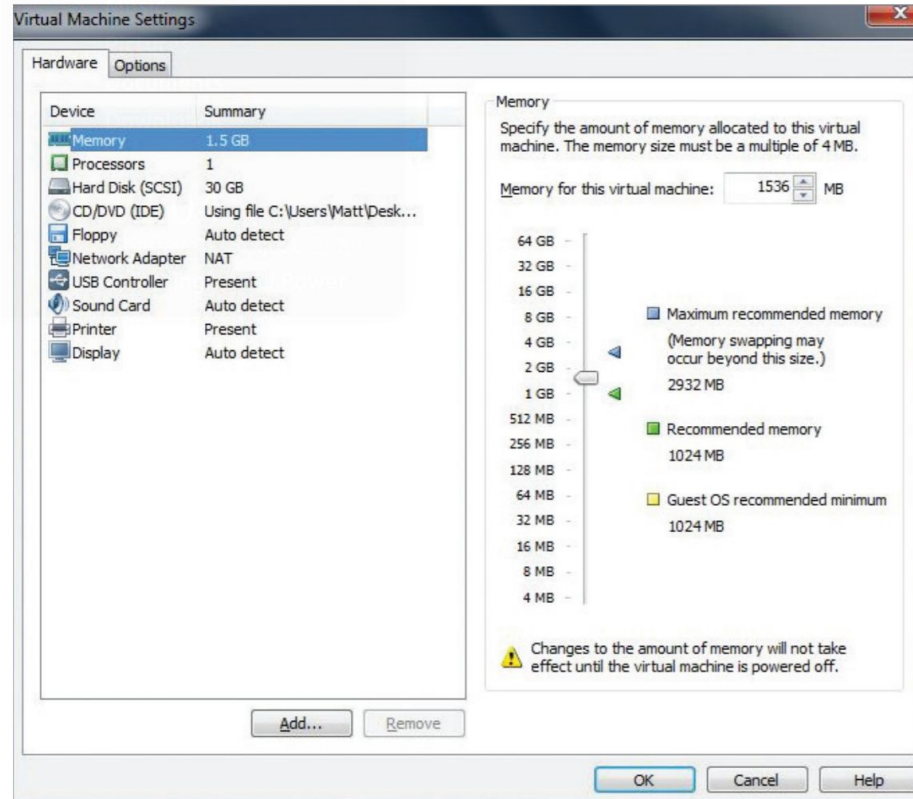 Virtual Machine Settings
x
Hardware Options
Device Summary
Memory 1.5 GB
Processors 1
Hard Disk (SCSI) 30 GB
CD/DVD (IDE) Using file C:\Users\Matt\Desk...
Floppy Auto detect
Network Adapter NAT
USB Controller Present
Sound Card Auto detect
Printer Present
Display Auto detect
Add... Remove
Memory
Specify the amount of memory allocated to this virtual
machine. The memory size must be a multiple of 4 MB.
Memory for this virtual machine: 1536 MB
64 GB
32 GB
16 GB
8 GB
4 GB
2 GB
1 GB
512 MB
256 MB
128 MB
64 MB
32 MB
16 MB
8 MB
4 MB
Maximum recommended memory
(Memory swapping may
occur beyond this size.)
2932 MB
Recommended memory
1024 MB
Guest OS recommended minimum
1024 MB
Changes to the amount of memory will not take
effect until the virtual machine is powered off.
OK Cancel Help